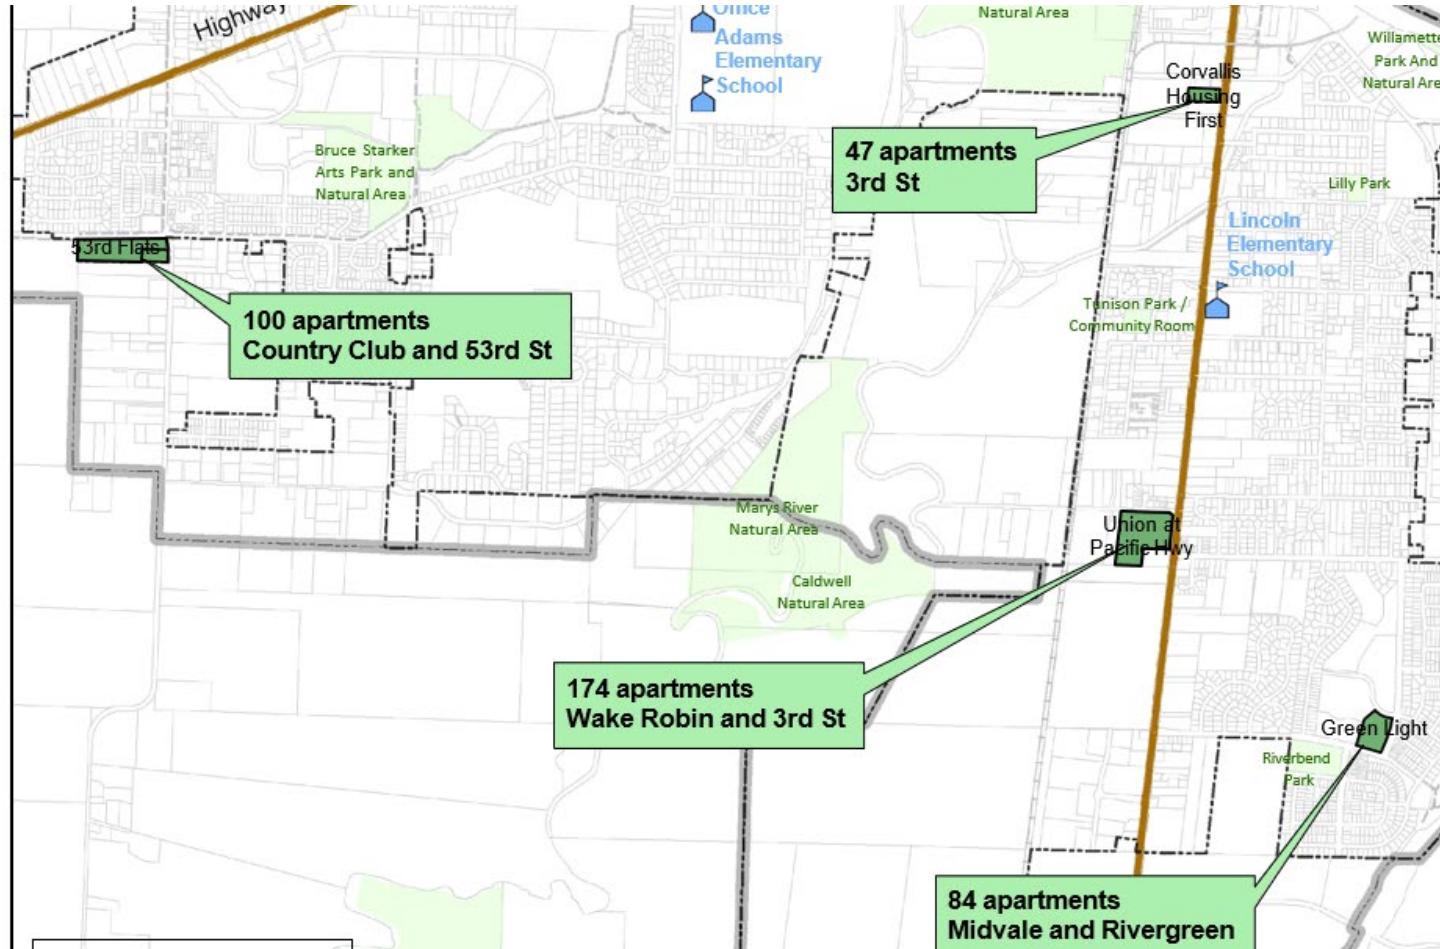 Highway
Office
Adams
Elementary
School
Natural Area
Willamette
Park And
Natural Are
Corvallis
Housing
First
47 apartments
3rd St
Bruce Starker
Arts Park and
Natural Area
Lilly Park
Lincoln
Elementary
School
53rd Flats
Tunison Park /
Community Room
100 apartments
Country Club and 53rd St
Marys River
Natural Area
Union at
Pacific Hwy
Caldwell
Natural Area
174 apartments
Wake Robin and 3rd St
Green Light
Riverbend
Park
84 apartments
Midvale and Rivergreen